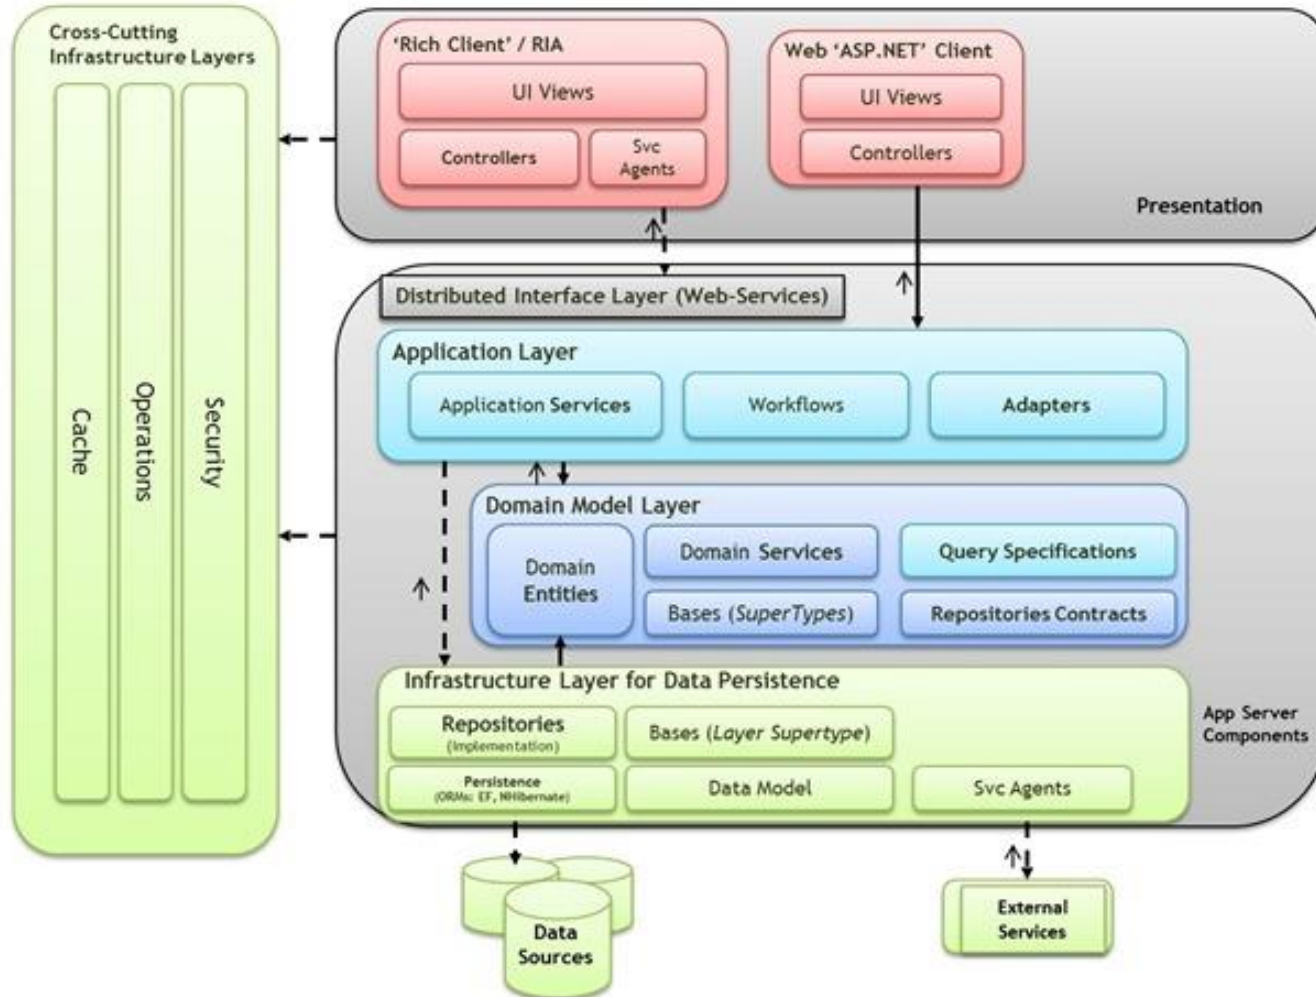 Cross-Cutting
Infrastructure Layers
Cache
Operations
Security
'Rich Client' / RIA
UI Views
Controllers
Svc
Agents
Web 'ASP.NET' Client
UI Views
Controllers
Presentation
Distributed Interface Layer (Web-Services)
Application Layer
Application Services
Workflows
Adapters
Domain Model Layer
Domain
Entities
Domain Services
Query Specifications
Bases (SuperTypes)
Repositories Contracts
Infrastructure Layer for Data Persistence
Repositories
(Implementation)
Bases (Layer Supertype)
Persistence
(ORMs: EF, NHibernate)
Data Model
Svc Agents
App Server
Components
Data
Sources
External
Services